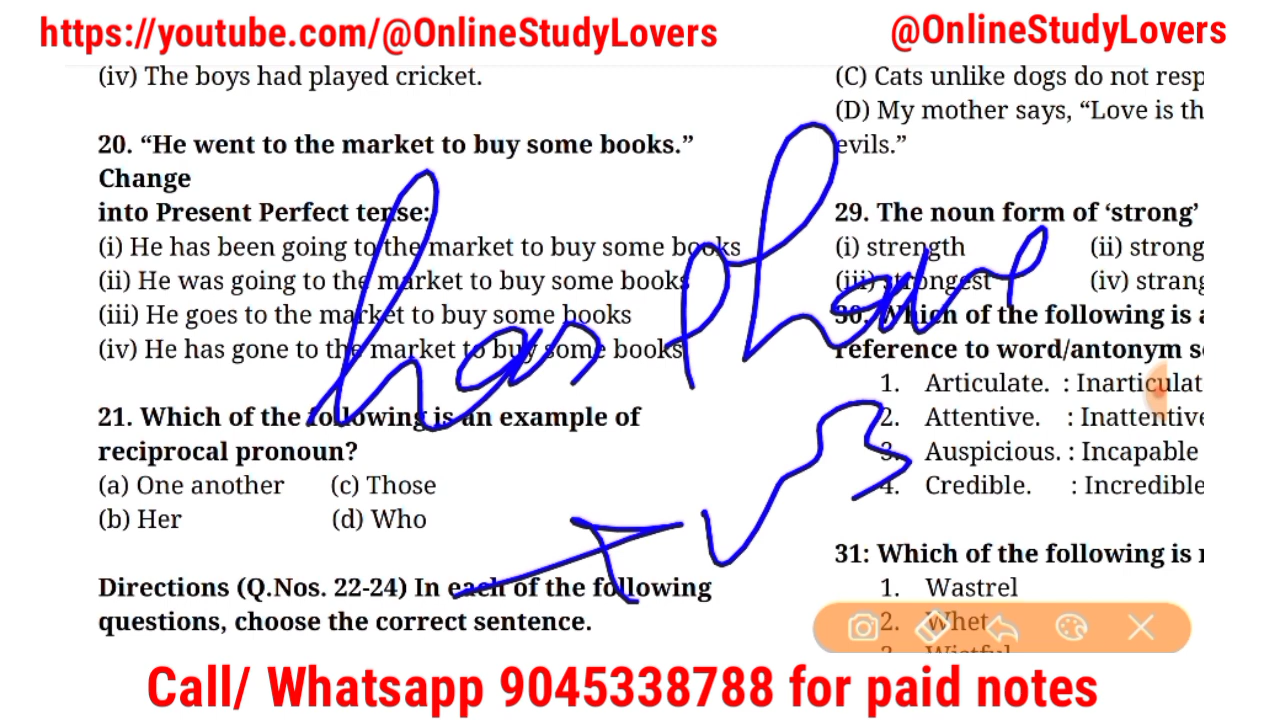 https://youtube.com/@OnlineStudyLovers
@OnlineStudyLovers
(iv) The boys had played cricket.
20. “He went to the market to buy some books.”
Change
into Present Perfect tense:
(i) He has been going to the market to buy some books
(ii) He was going to the market to buy some books
(iii) He goes to the market to buy some books
(iv) He has gone to the market to buy some books
21. Which of the following is an example of
reciprocal pronoun?
(a) One another (c) Those
(b) Her (d) Who
Directions (Q.Nos. 22-24) In each of the following
questions, choose the correct sentence.
(C) Cats unlike dogs do not resp
(D) My mother says, “Love is th
evils.”
29. The noun form of ‘strong’
(i) strength (ii) strong
(iii) strongest (iv) strang
30. Which of the following is a
reference to word/antonym s
1. Articulate. : Inarticulat
2. Attentive. : Inattentive
3. Auspicious. : Incapable
4. Credible. : Incredible
31: Which of the following is
1. Wastrel
2. Whet
has have
+ V3
Call/ Whatsapp 9045338788 for paid notes